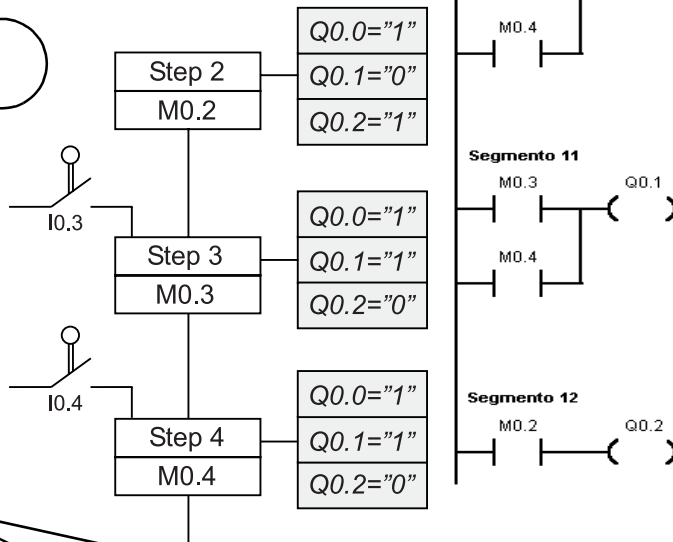 Q0.0="1"
Step 2
Q0.1="0"
M0.2
Q0.2="1"
I0.3
Q0.0="1"
Step 3
Q0.1="1"
M0.3
Q0.2="0"
I0.4
Q0.0="1"
Step 4
Q0.1="1"
M0.4
Q0.2="0"
M0.4
Segmento 11
M0.3
Q0.1
M0.4
Segmento 12
M0.2
Q0.2